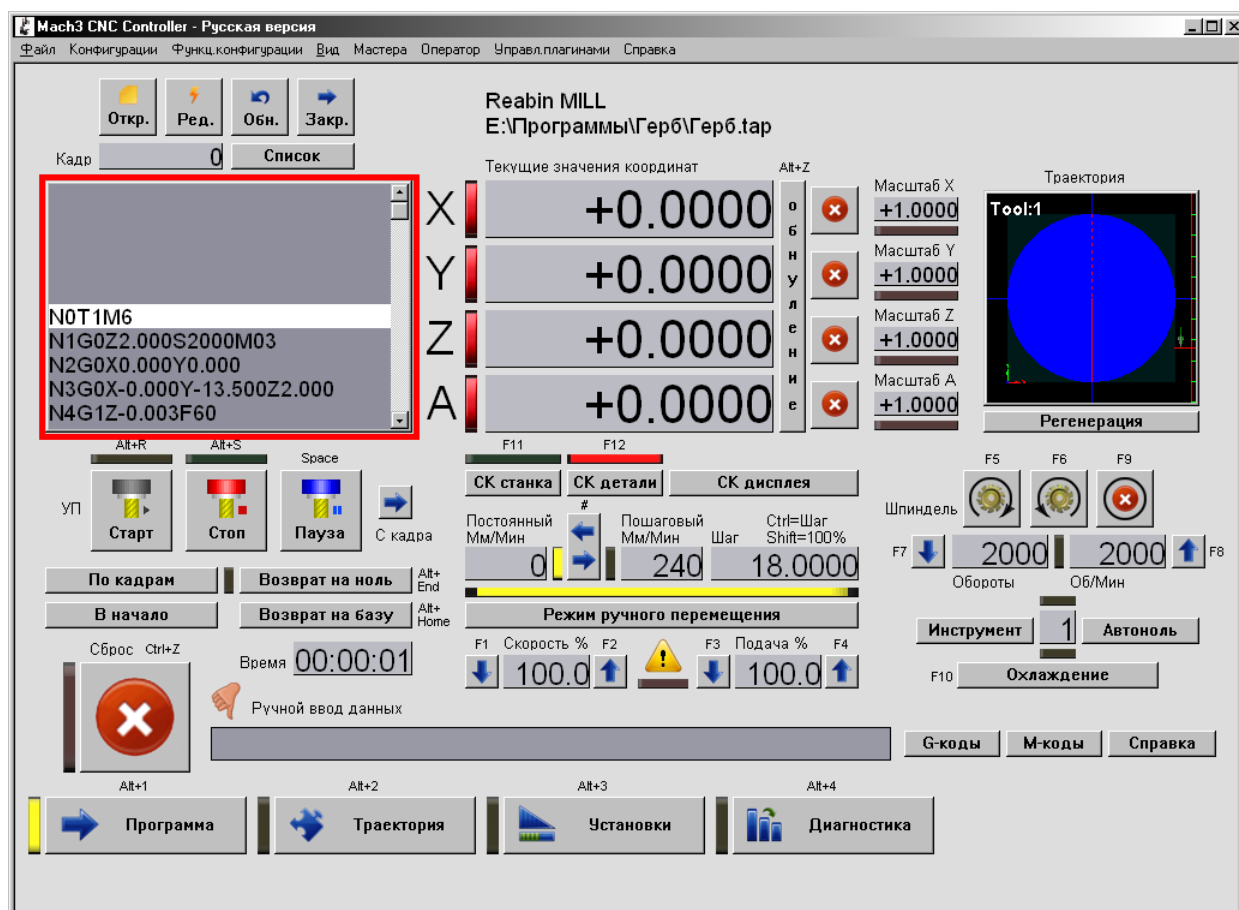 Mach3 CNC Controller - Русская версия
Файл Конфигурации Функц.конфигурации Вид Мастера Оператор Управл.плагинами Справка
Откр. Ред. Обн. Закр.
Reabin MILL
E:\Программы\Герб\Герб.tap
Кадр 0 Список
Текущие значения координат Alt+Z
Траектория
X +0.0000
Y +0.0000
Z +0.0000
A +0.0000
обнуление
Масштаб X
+1.0000
Масштаб Y
+1.0000
Масштаб Z
+1.0000
Масштаб A
+1.0000
Tool:1
Регенерация
N0T1M6
N1G0Z2.000S2000M03
N2G0X0.000Y0.000
N3G0X-0.000Y-13.500Z2.000
N4G1Z-0.003F60
Alt+R Alt+S Space
УП Старт Стоп Пауза С кадра
F11 F12
СК станка СК детали СК дисплея
#
Постоянный Мм/Мин
Пошаговый Мм/Мин
Шаг
Ctrl=Шаг
Shift=100%
0 240 18.0000
F5 F6 F9
Шпиндель
F7 2000 2000 F8
Обороты Об/Мин
По кадрам Возврат на ноль Alt+ End
В начало Возврат на базу Alt+ Home
Режим ручного перемещения
Инструмент 1 Автоноль
F10 Охлаждение
Сброс Ctrl+Z
Время 00:00:01
F1 Скорость % F2
F3 Подача % F4
100.0 100.0
Ручной ввод данных
G-коды M-коды Справка
Alt+1 Alt+2 Alt+3 Alt+4
Программа Траектория Установки Диагностика